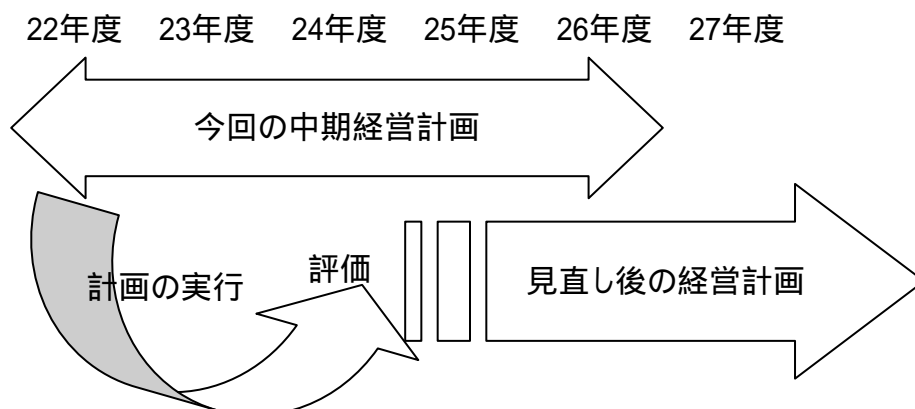 22年度 23年度 24年度 25年度 26年度 27年度
今回の中期経営計画
評価
計画の実行
見直し後の経営計画